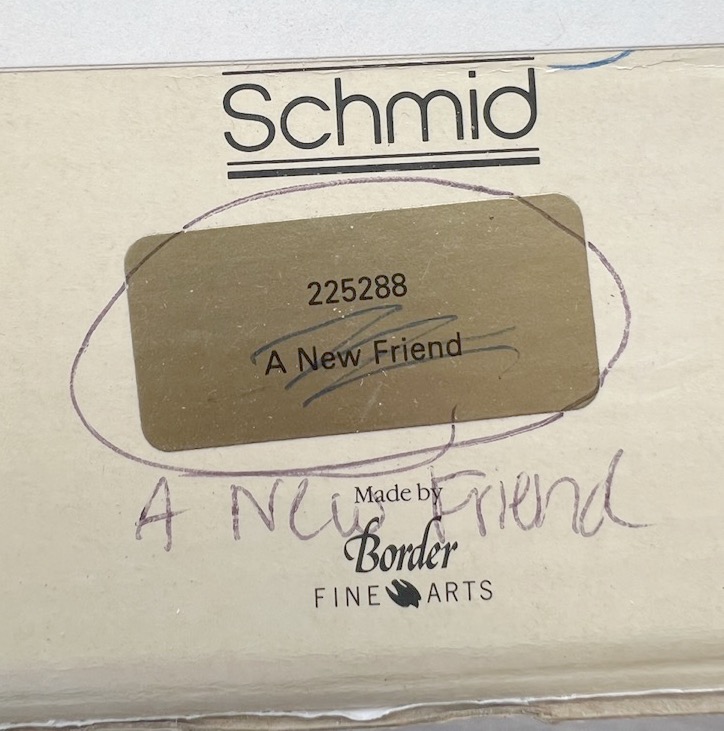 Schmid
225288
A New Friend
A New Friend
Made by
Border
FINE ARTS